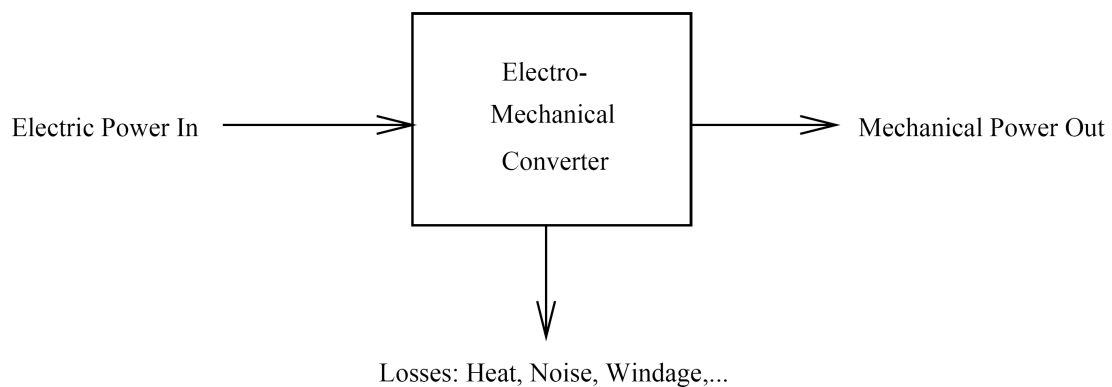 Electro-
Mechanical
Converter
Electric Power In
Mechanical Power Out
Losses: Heat, Noise, Windage,...